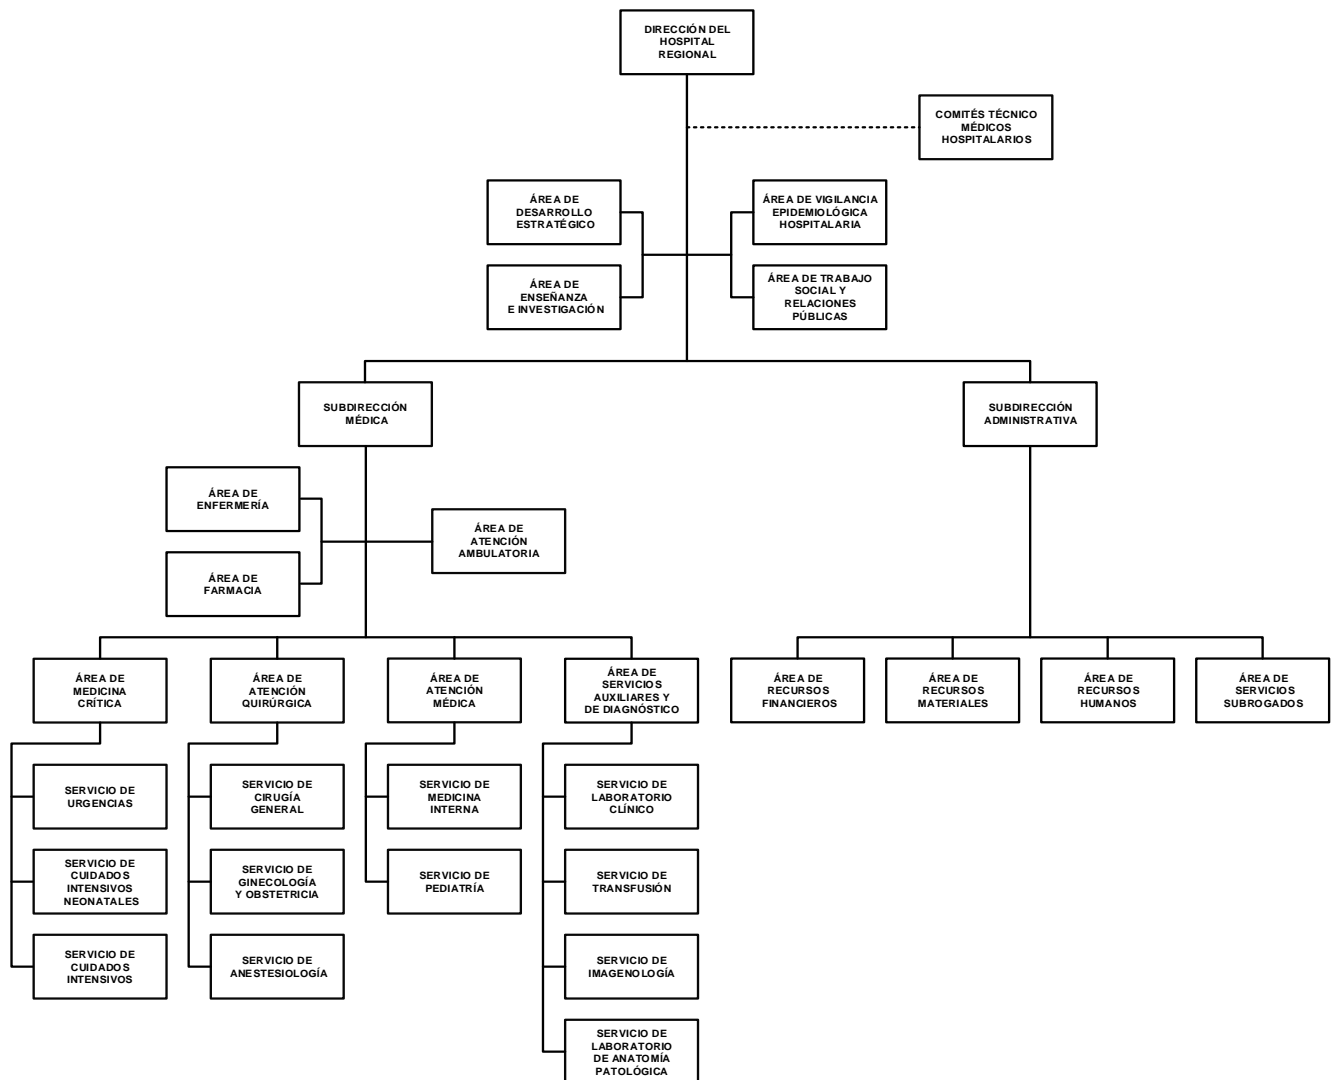 DIRECCIÓN DEL
HOSPITAL
REGIONAL
COMITÉS TÉCNICO
MÉDICOS
HOSPITALARIOS
ÁREA DE
DESARROLLO
ESTRATÉGICO
ÁREA DE VIGILANCIA
EPIDEMIOLÓGICA
HOSPITALARIA
ÁREA DE
ENSEÑANZA
E INVESTIGACIÓN
ÁREA DE TRABAJO
SOCIAL Y
RELACIONES
PÚBLICAS
SUBDIRECCIÓN
MÉDICA
SUBDIRECCIÓN
ADMINISTRATIVA
ÁREA DE
ENFERMERÍA
ÁREA DE
ATENCIÓN
AMBULATORIA
ÁREA DE
FARMACIA
ÁREA DE
MEDICINA
CRÍTICA
ÁREA DE
ATENCIÓN
QUIRÚRGICA
ÁREA DE
ATENCIÓN
MÉDICA
ÁREA DE
SERVICIOS
AUXILIARES Y
DE DIAGNÓSTICO
ÁREA DE
RECURSOS
FINANCIEROS
ÁREA DE
RECURSOS
MATERIALES
ÁREA DE
RECURSOS
HUMANOS
ÁREA DE
SERVICIOS
SUBROGADOS
SERVICIO DE
URGENCIAS
SERVICIO DE
CIRUGÍA
GENERAL
SERVICIO DE
MEDICINA
INTERNA
SERVICIO DE
LABORATORIO
CLÍNICO
SERVICIO DE
CUIDADOS
INTENSIVOS
NEONATALES
SERVICIO DE
GINECOLOGÍA
Y OBSTETRICIA
SERVICIO DE
PEDIATRÍA
SERVICIO DE
TRANSFUSIÓN
SERVICIO DE
CUIDADOS
INTENSIVOS
SERVICIO DE
ANESTESIOLOGÍA
SERVICIO DE
IMAGENOLOGÍA
SERVICIO DE
LABORATORIO
DE ANATOMÍA
PATOLÓGICA